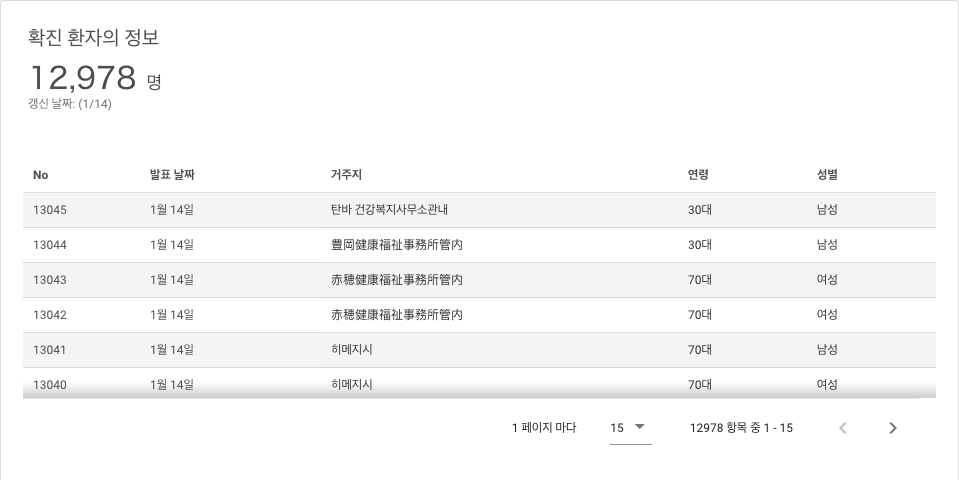 확진 환자의 정보
12,978 명
갱신 날짜: (1/14)
No 발표 날짜 거주지 연령 성별
13045 1월 14일 탄바 건강복지사무소관내 30대 남성
13044 1월 14일 豊岡健康福祉事務所管内 30대 남성
13043 1월 14일 赤穂健康福祉事務所管内 70대 여성
13042 1월 14일 赤穂健康福祉事務所管内 70대 여성
13041 1월 14일 히메지시 70대 남성
13040 1월 14일 히메지시 70대 여성
1 페이지 마다 15 12978 항목 중 1 - 15